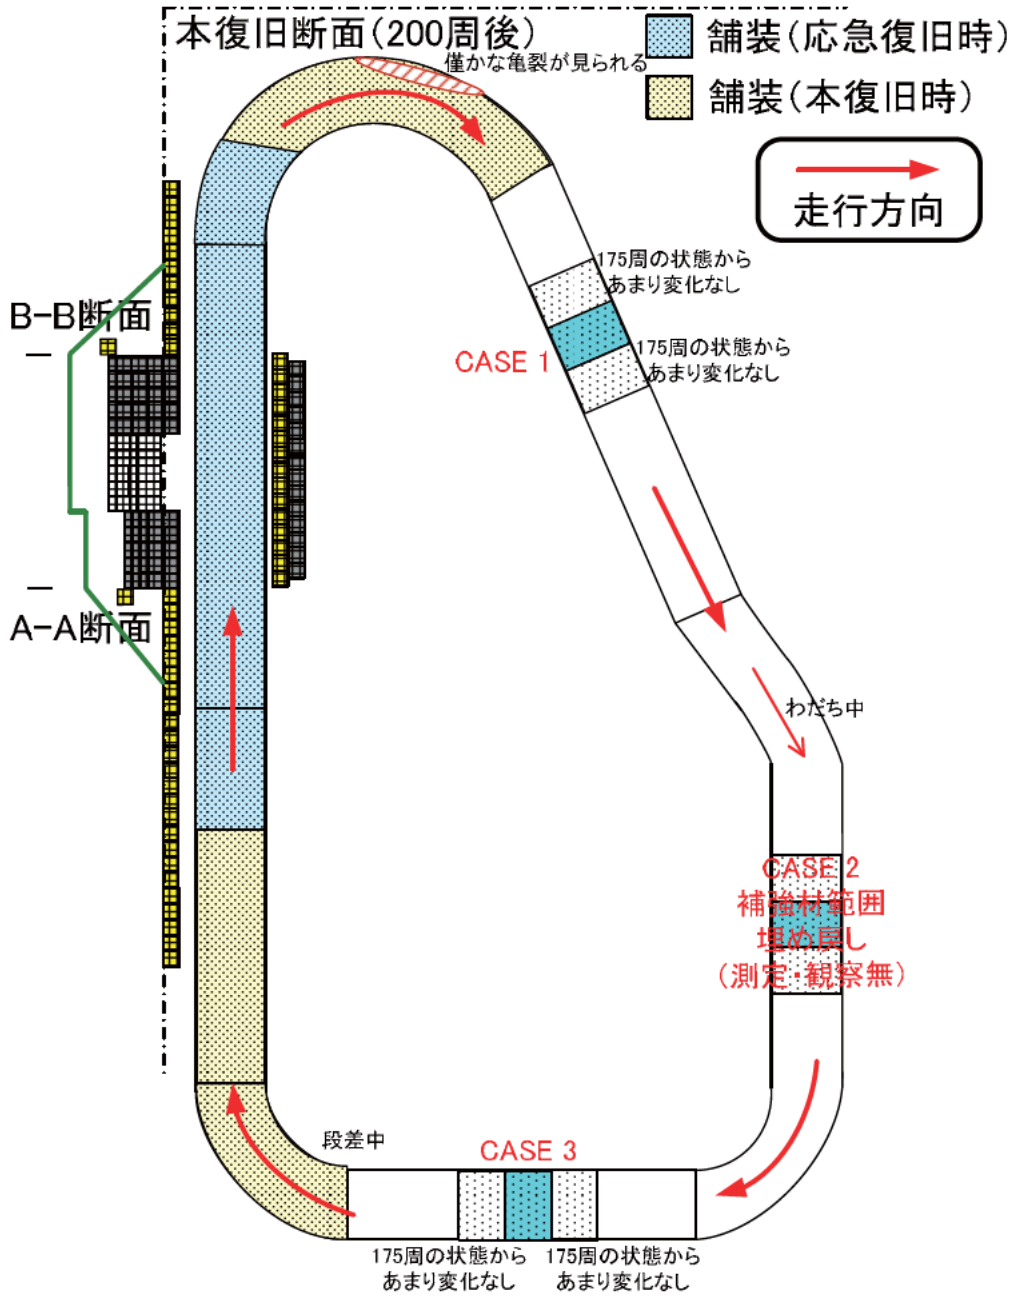 本復旧断面(200周後)
僅かな亀裂が見られる
舗装(応急復旧時)
舗装(本復旧時)
走行方向
175周の状態から
あまり変化なし
B-B断面
CASE 1
175周の状態から
あまり変化なし
A-A断面
わだち中
CASE 2
補強材範囲
埋め戻し
(測定・観察無)
段差中
CASE 3
175周の状態から
あまり変化なし
175周の状態から
あまり変化なし